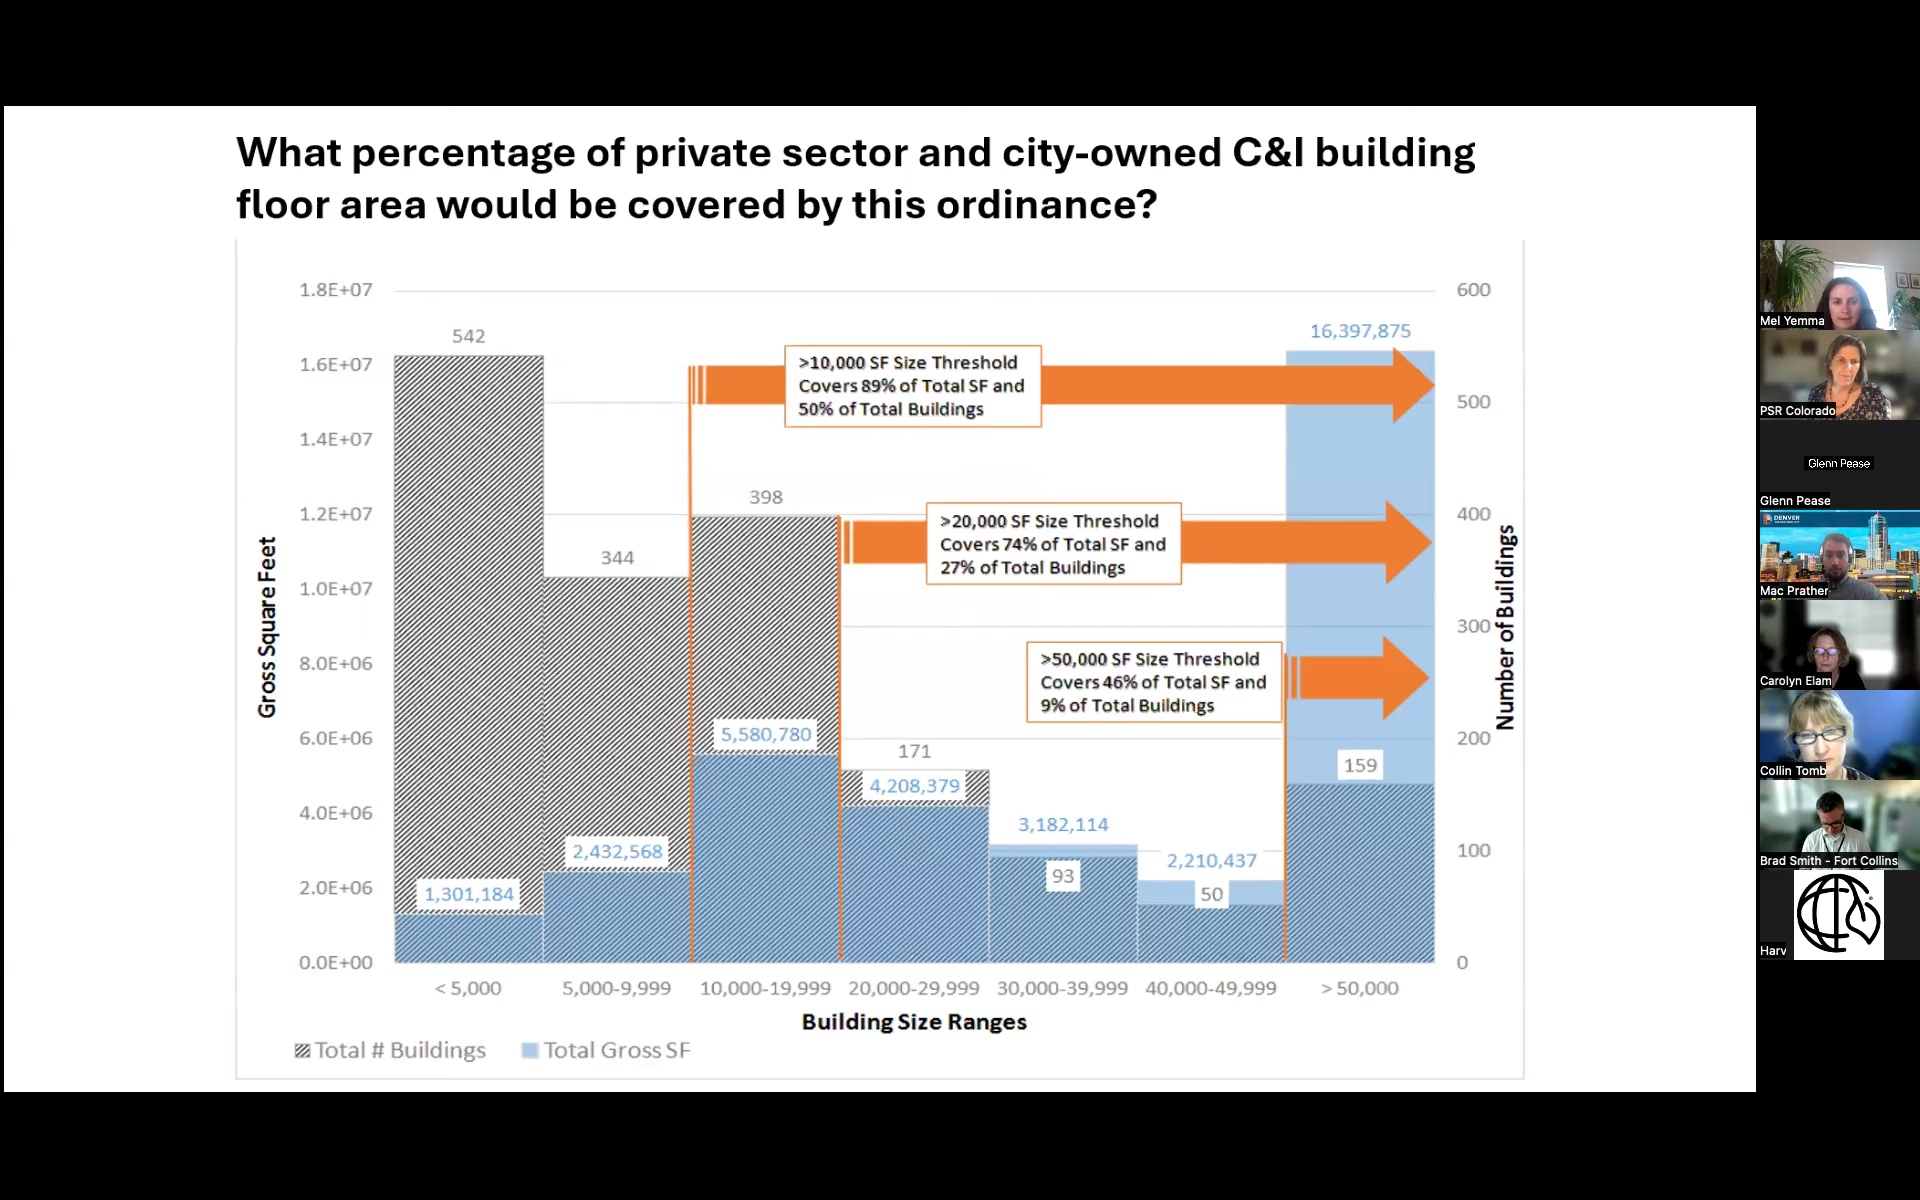 What percentage of private sector and city-owned C&I building
floor area would be covered by this ordinance?
Gross Square Feet
1.8E+07
1.6E+07
1.4E+07
1.2E+07
1.0E+07
8.0E+06
6.0E+06
4.0E+06
2.0E+06
0.0E+00
542
344
398
171
93
50
159
1,301,184
2,432,568
5,580,780
4,208,379
3,182,114
2,210,437
16,397,875
>10,000 SF Size Threshold
Covers 89% of Total SF and
50% of Total Buildings
>20,000 SF Size Threshold
Covers 74% of Total SF and
27% of Total Buildings
>50,000 SF Size Threshold
Covers 46% of Total SF and
9% of Total Buildings
600
500
400
300
200
100
0
Number of Buildings
< 5,000
5,000-9,999
10,000-19,999
20,000-29,999
30,000-39,999
40,000-49,999
> 50,000
Building Size Ranges
Total # Buildings
Total Gross SF
Mel Yemma
PSR Colorado
Glenn Pease
Glenn Pease
DENVER
Mac Prather
Carolyn Elam
Collin Tomb
Brad Smith - Fort Collins
Harv